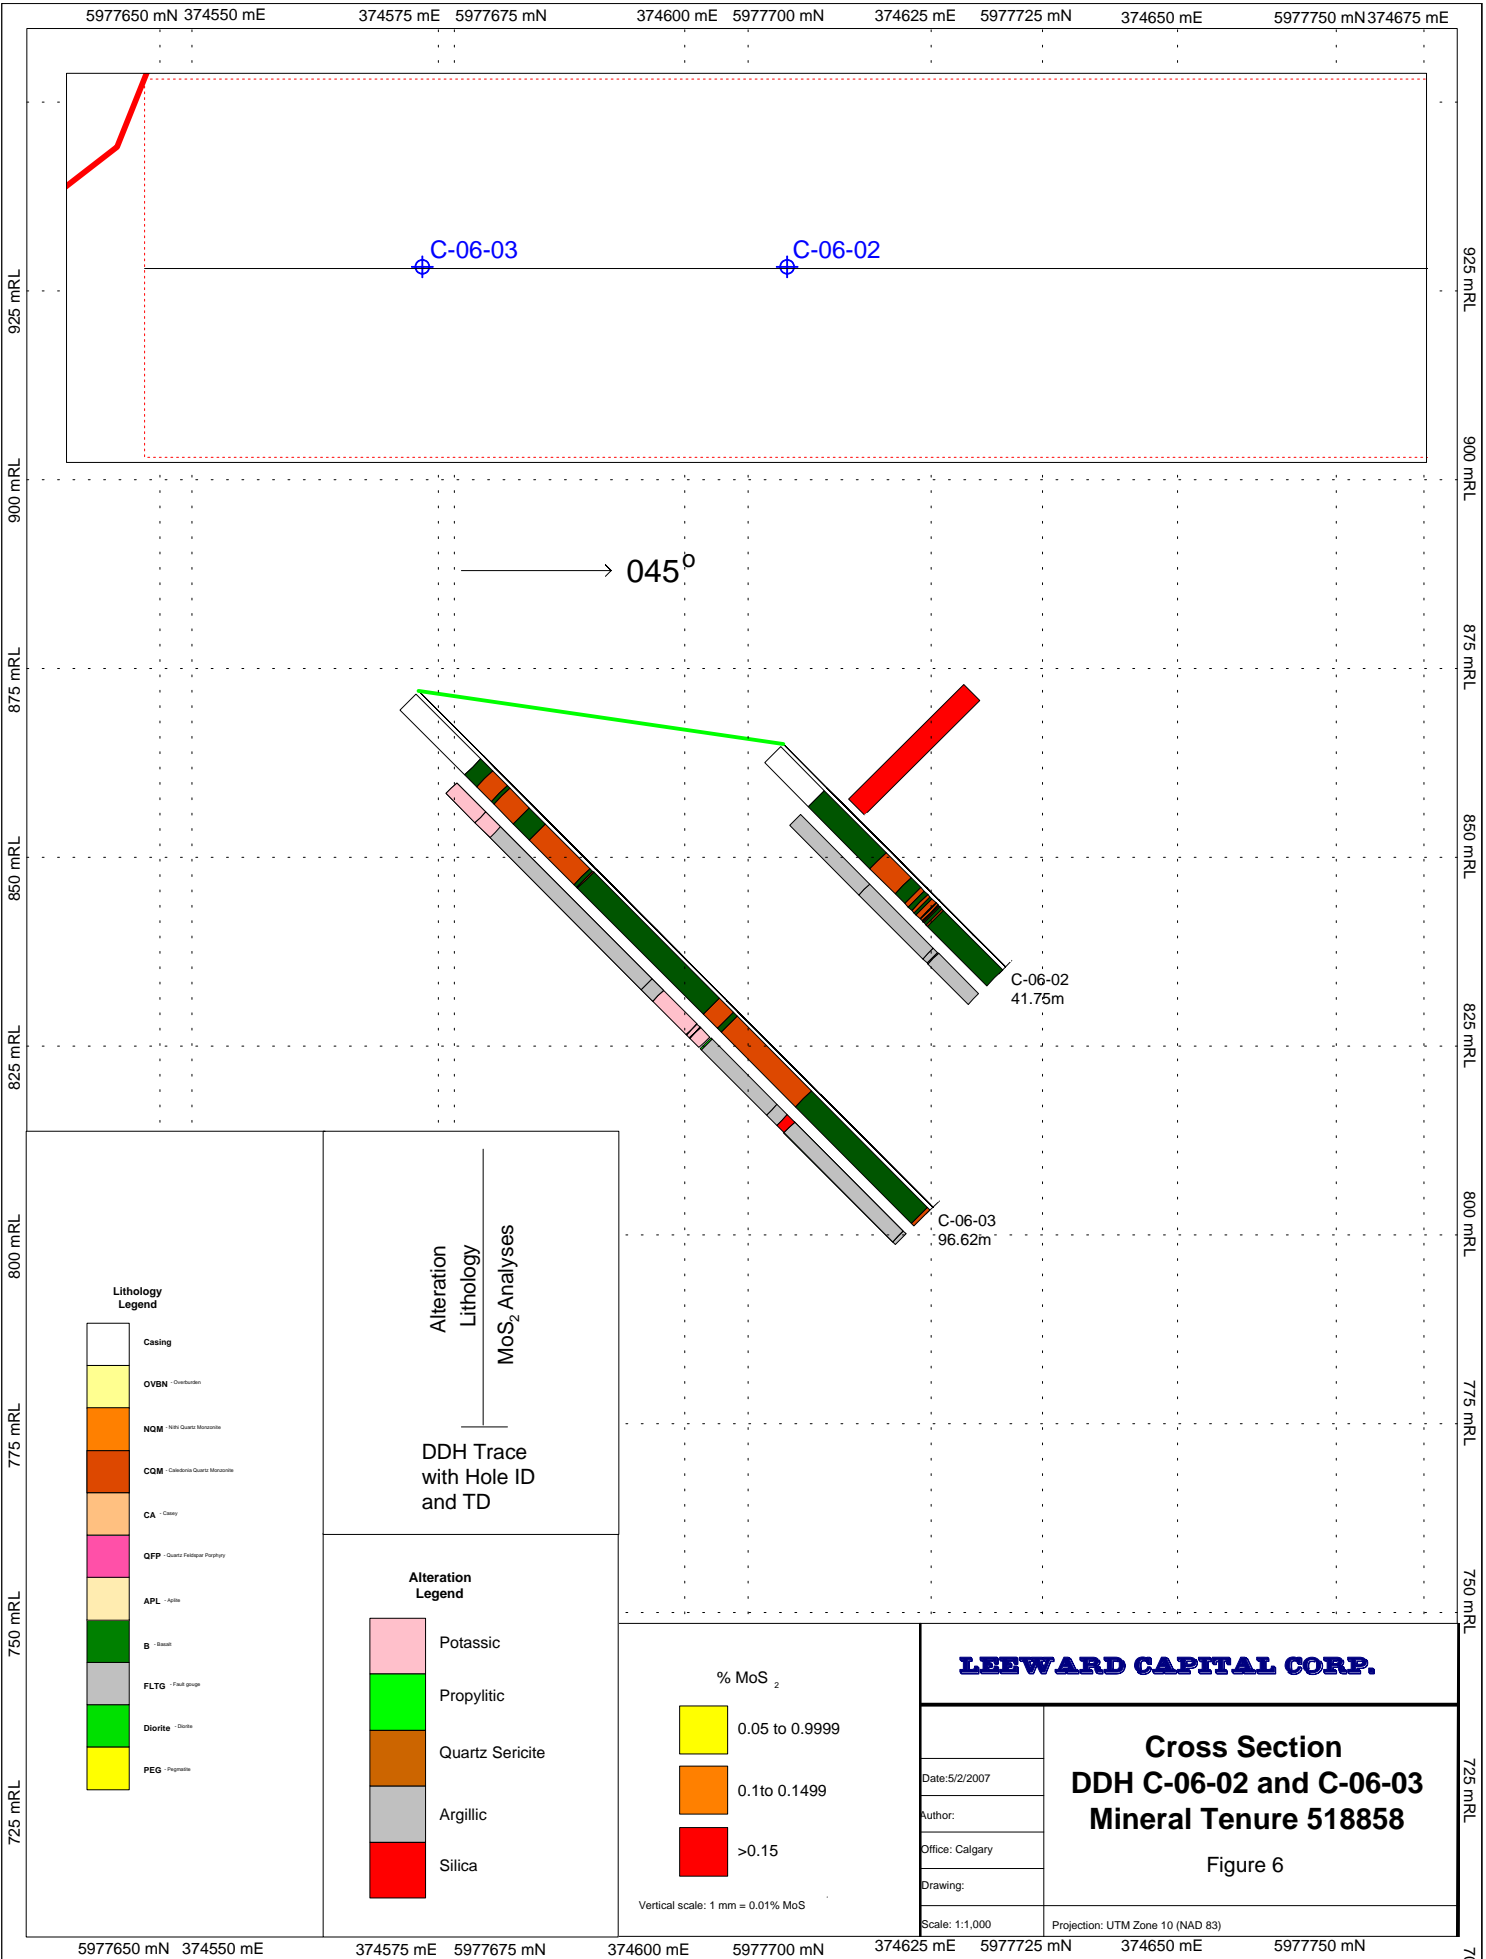 5977650 mN 374550 mE 374575 mE 5977675 mN 374600 mE 5977700 mN 374625 mE 5977725 mN 374650 mE 5977750 mN 374675 mE
C-06-03
C-06-02
925 mRL
925 mRL
900 mRL
900 mRL
045°
875 mRL
875 mRL
850 mRL
850 mRL
C-06-02
41.75m
825 mRL
825 mRL
C-06-03
96.62m
800 mRL
800 mRL
775 mRL
775 mRL
750 mRL
750 mRL
725 mRL
725 mRL
Lithology
Legend
Casing
OVBN - Overburden
NQM - Nithi Quartz Monzonite
CQM - Caledonia Quartz Monzonite
CA - Casey
QFP - Quartz Feldspar Porphyry
APL - Aplite
B - Basalt
FLTG - Fault gouge
Diorite - Diorite
PEG - Pegmatite
Alteration
Lithology
MoS2 Analyses
DDH Trace
with Hole ID
and TD
Alteration
Legend
Potassic
Propylitic
Quartz Sericite
Argillic
Silica
% MoS 2
0.05 to 0.9999
0.1to 0.1499
>0.15
Vertical scale: 1 mm = 0.01% MoS
LEEWARD CAPITAL CORP.
Date:5/2/2007
Author:
Office: Calgary
Drawing:
Scale: 1:1,000
Cross Section
DDH C-06-02 and C-06-03
Mineral Tenure 518858
Figure 6
Projection: UTM Zone 10 (NAD 83)
5977650 mN 374550 mE 374575 mE 5977675 mN 374600 mE 5977700 mN 374625 mE 5977725 mN 374650 mE 5977750 mN